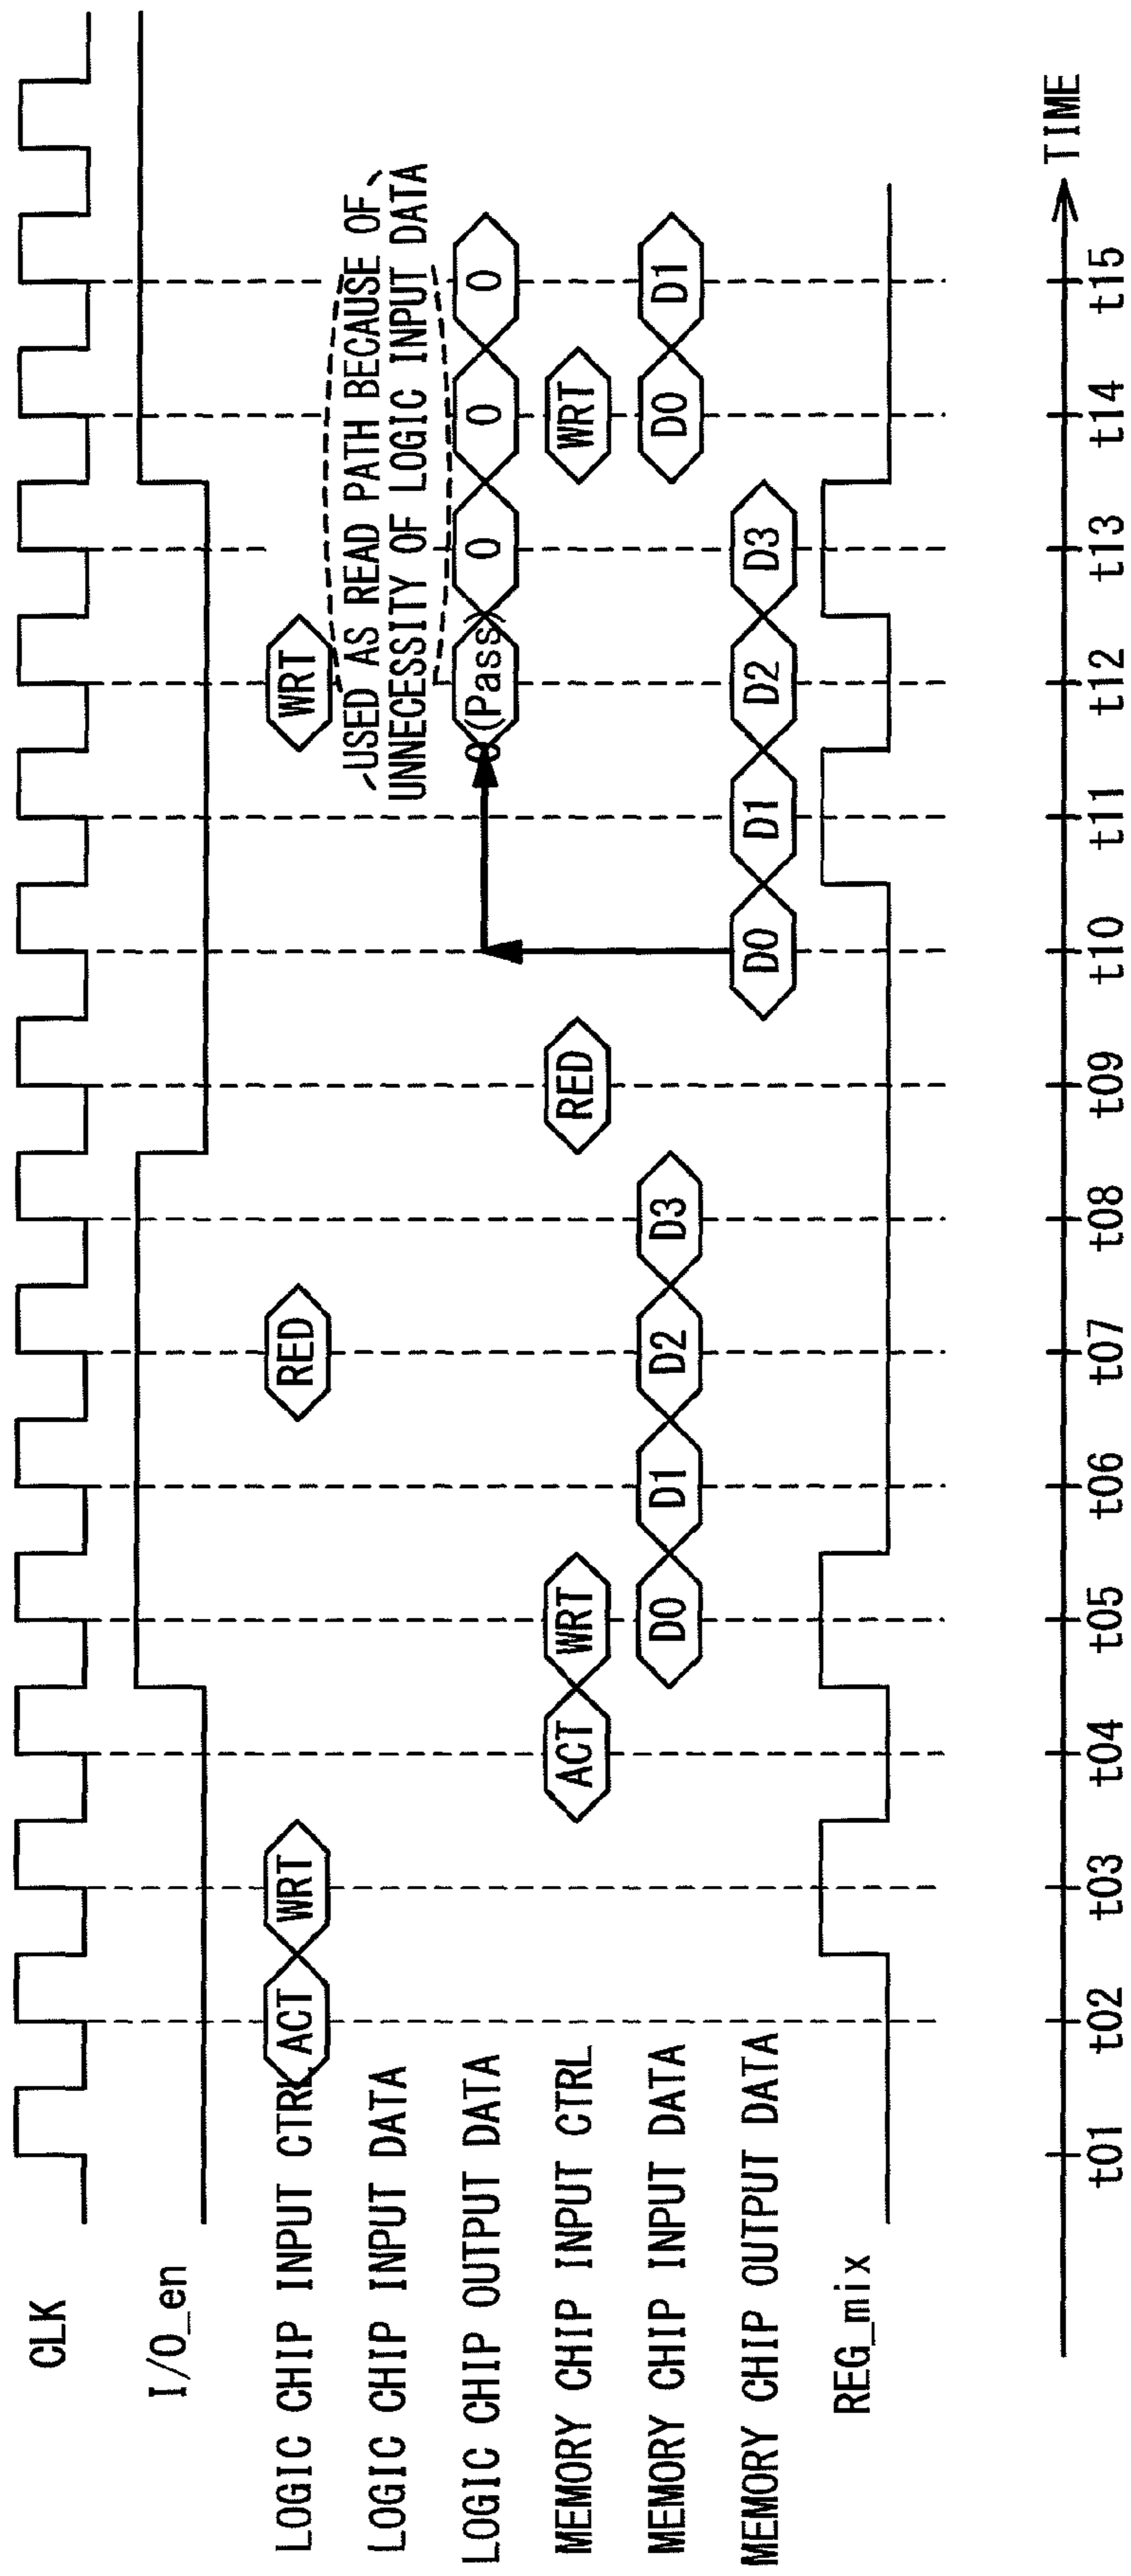 CLK
I/O_en
LOGIC CHIP INPUT CTRL ACT WRT RED WRT
USED AS READ PATH BECAUSE OF
UNNECESSITY OF LOGIC INPUT DATA
LOGIC CHIP INPUT DATA
LOGIC CHIP OUTPUT DATA 0 (Pass) 0 0 0
MEMORY CHIP INPUT CTRL ACT WRT RED WRT
MEMORY CHIP INPUT DATA D0 D1 D2 D3 D0 D1
MEMORY CHIP OUTPUT DATA D0 D1 D2 D3
REG_mix
TIME
t01 t02 t03 t04 t05 t06 t07 t08 t09 t10 t11 t12 t13 t14 t15